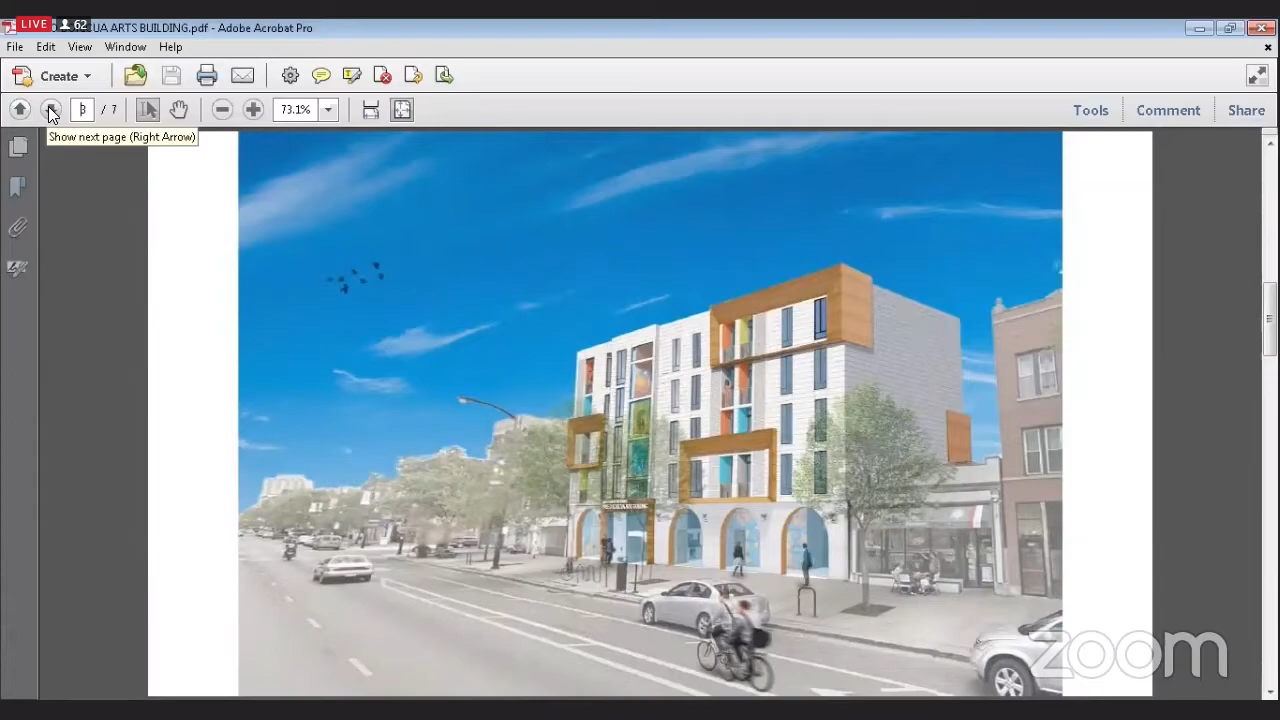 LIVE 62 UA ARTS BUILDING.pdf - Adobe Acrobat Pro
File Edit View Window Help
Create
/ 7 73.1% Tools Comment Share
Show next page (Right Arrow)
zoom